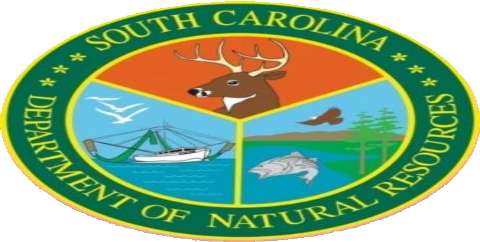 SOUTH CAROLINA
DEPARTMENT OF NATURAL RESOURCES